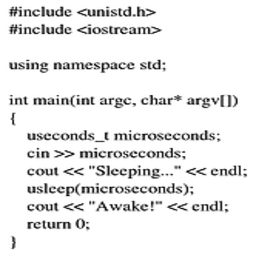 #include <unistd.h>
#include <iostream>
using namespace std;
int main(int argc, char* argv[])
{
useconds_t microseconds;
cin >> microseconds;
cout << "Sleeping..." << endl;
usleep(microseconds);
cout << "Awake!" << endl;
return 0;
}